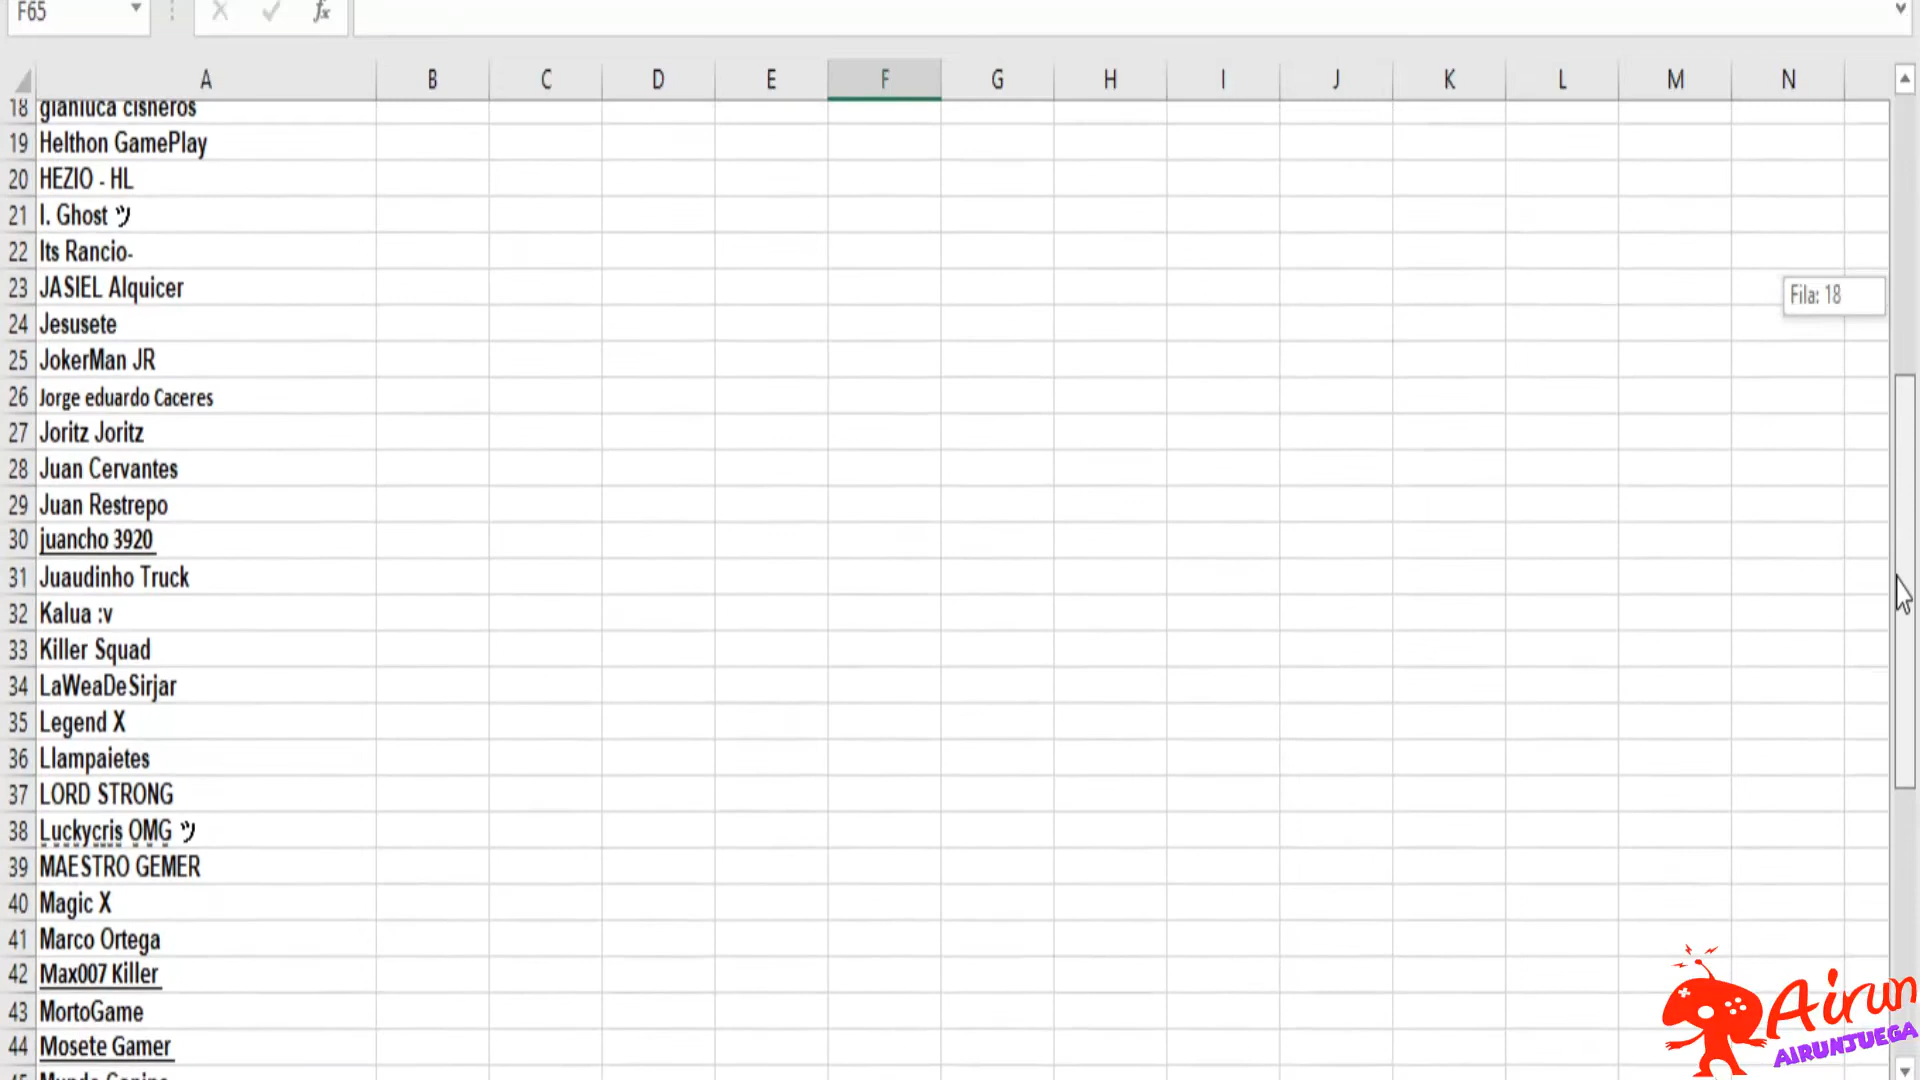 F65
fx
A B C D E F G H I J K L M N
18 gianluca cisneros
19 Helthon GamePlay
20 HEZIO - HL
21 I. Ghost ツ
22 Its Rancio-
23 JASIEL Alquicer
Fila: 18
24 Jesusete
25 JokerMan JR
26 Jorge eduardo Caceres
27 Joritz Joritz
28 Juan Cervantes
29 Juan Restrepo
30 juancho 3920
31 Juaudinho Truck
32 Kalua :v
33 Killer Squad
34 LaWeaDeSirjar
35 Legend X
36 Llampaietes
37 LORD STRONG
38 Luckycris OMG ツ
39 MAESTRO GEMER
40 Magic X
41 Marco Ortega
42 Max007 Killer
43 MortoGame
44 Mosete Gamer
Airun
AIRUNJUEGA